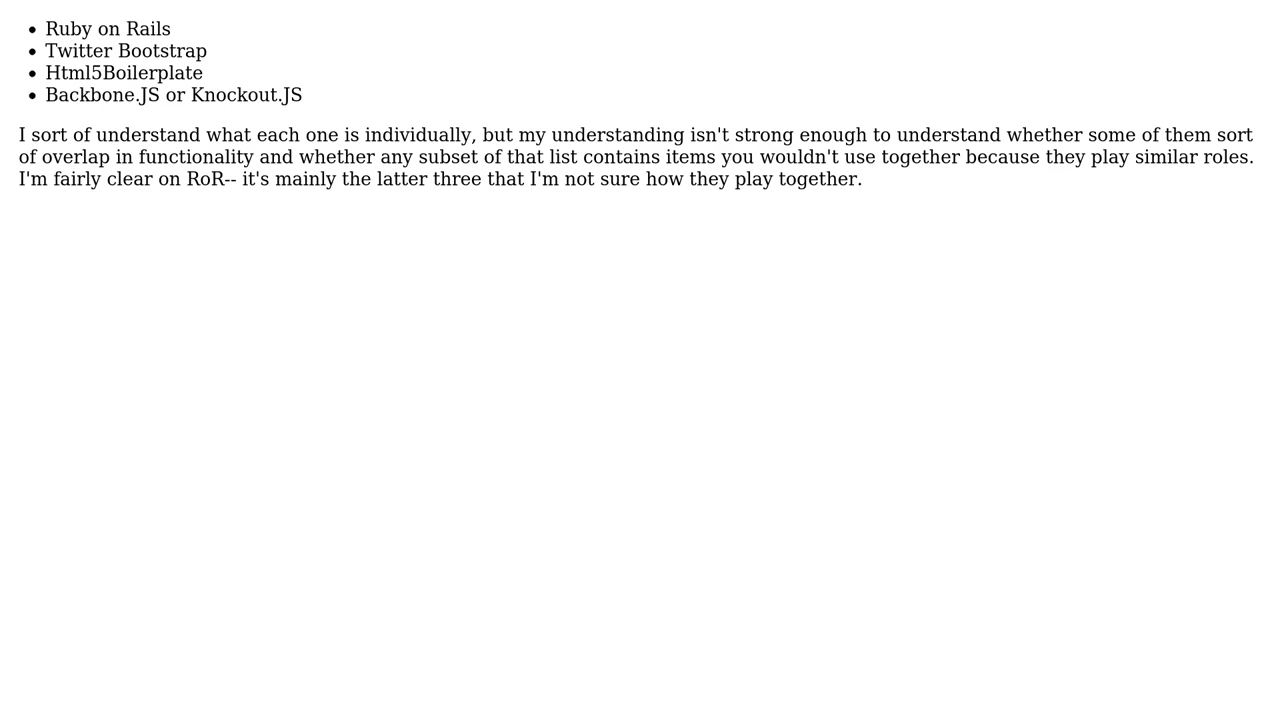 • Ruby on Rails
• Twitter Bootstrap
• Html5Boilerplate
• Backbone.JS or Knockout.JS
I sort of understand what each one is individually, but my understanding isn't strong enough to understand whether some of them sort
of overlap in functionality and whether any subset of that list contains items you wouldn't use together because they play similar roles.
I'm fairly clear on RoR-- it's mainly the latter three that I'm not sure how they play together.